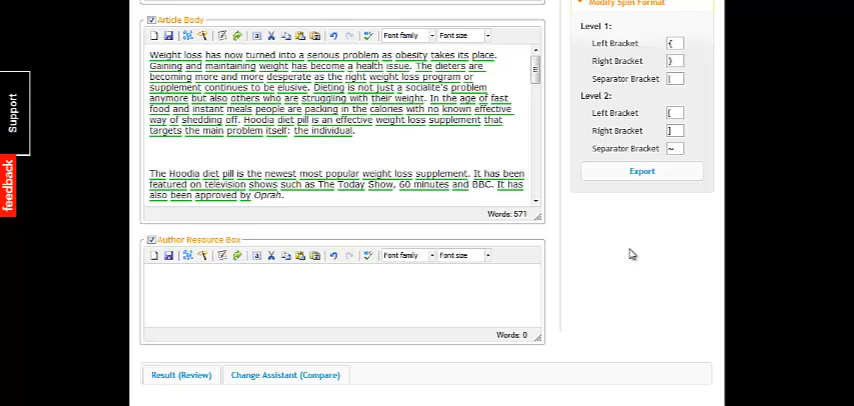 Modify Spin Format
Article Body
Level 1:
Font family
Font size
Left Bracket
{
Right Bracket
}
Separator Bracket
|
Level 2:
Left Bracket
[
Right Bracket
]
Separator Bracket
~
Export
Weight loss has now turned into a serious problem as obesity takes its place.
Gaining and maintaining weight has become a health issue. The dieters are
becoming more and more desperate as the right weight loss program or
supplement continues to be elusive. Dieting is not just a socialite's problem
anymore but also others who are struggling with their weight. In the age of fast
food and instant meals people are packing in the calories with no known effective
way of shedding off. Hoodia diet pill is an effective weight loss supplement that
targets the main problem itself: the individual.
The Hoodia diet pill is the newest most popular weight loss supplement. It has been
featured on television shows such as The Today Show, 60 minutes and BBC. It has
also been approved by Oprah.
Words: 571
Support
feedback
Author Resource Box
Font family
Font size
Words: 0
Result (Review)
Change Assistant (Compare)